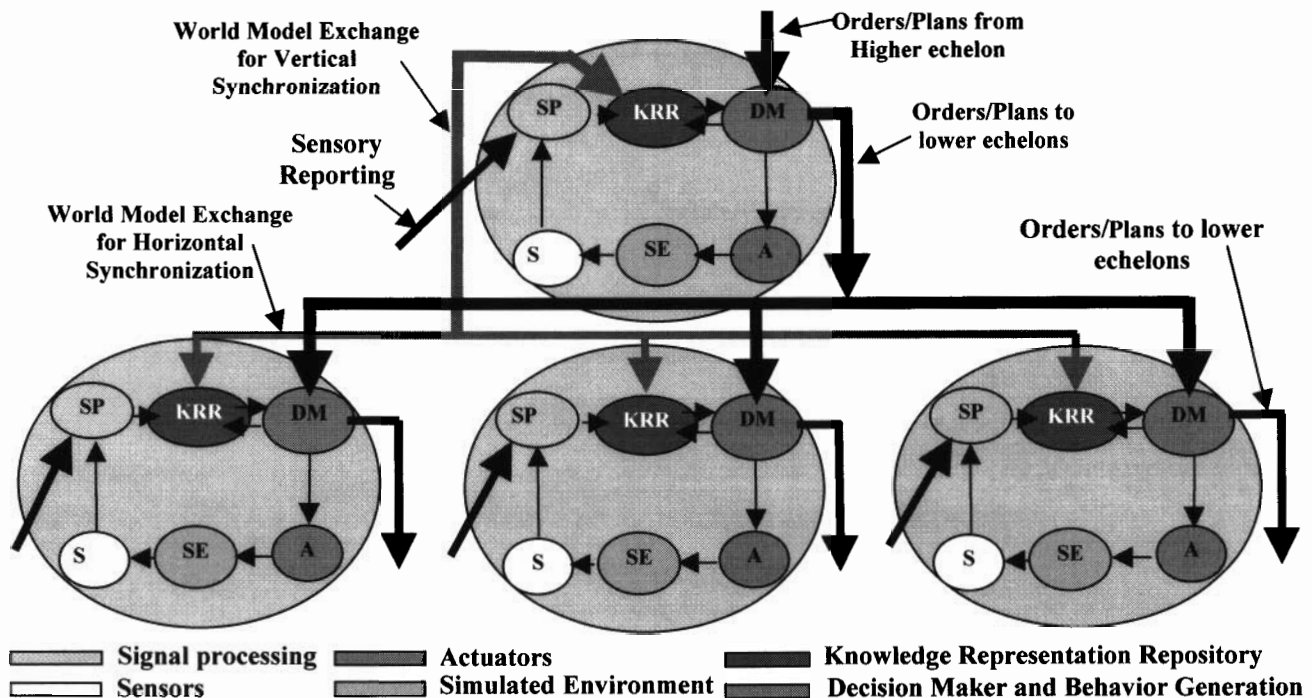 World Model Exchange
for Vertical
Synchronization
Orders/Plans from
Higher echelon
SP
KRR
DM
Orders/Plans to
lower echelons
Sensory
Reporting
World Model Exchange
for Horizontal
Synchronization
S
SE
A
Orders/Plans to lower
echelons
SP
KRR
DM
S
SE
A
SP
KRR
DM
S
SE
A
SP
KRR
DM
S
SE
A
Signal processing
Actuators
Knowledge Representation Repository
Sensors
Simulated Environment
Decision Maker and Behavior Generation